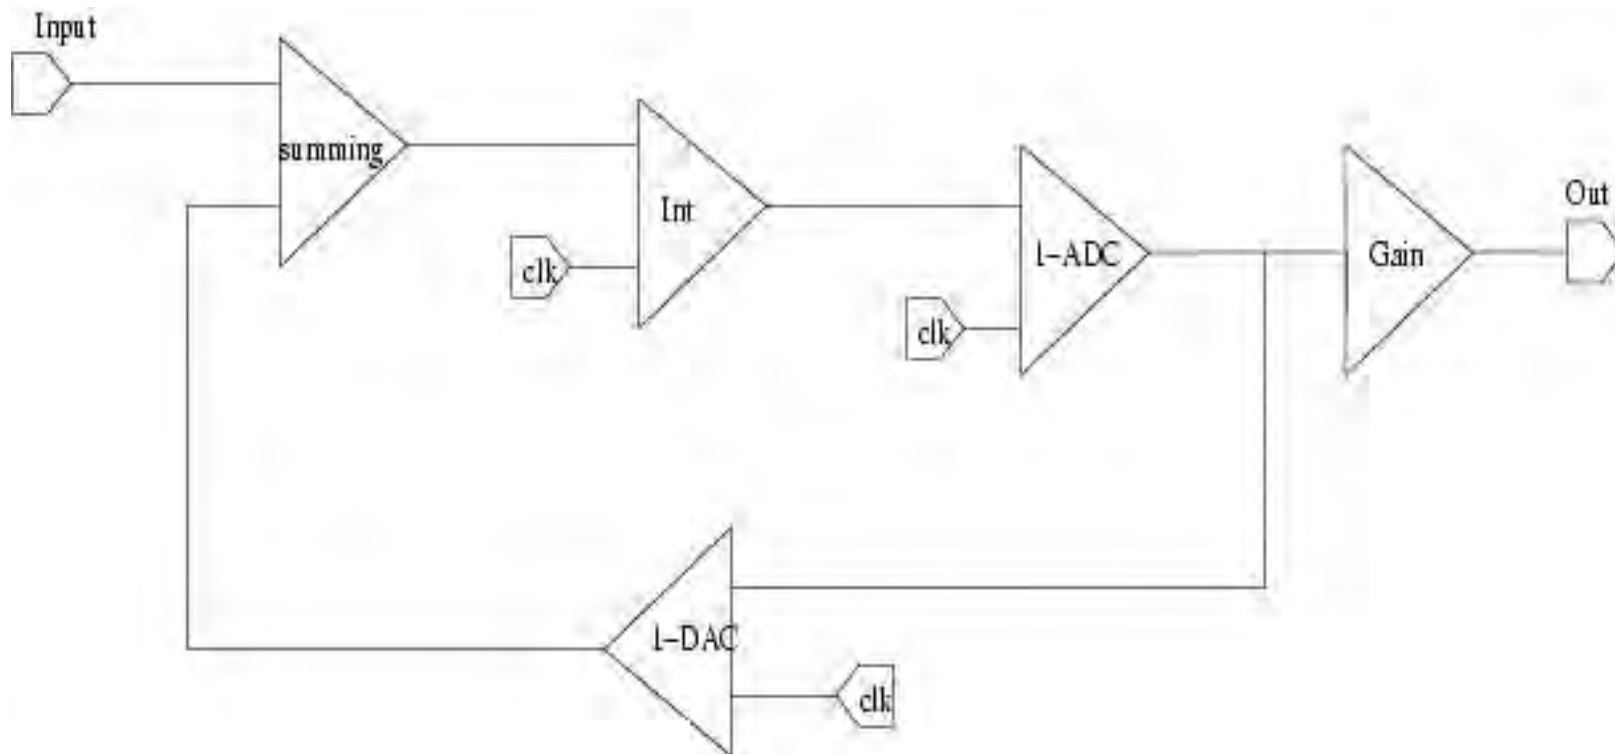 Input
summing
Int
clk
1-ADC
clk
Gain
Out
1-DAC
clk